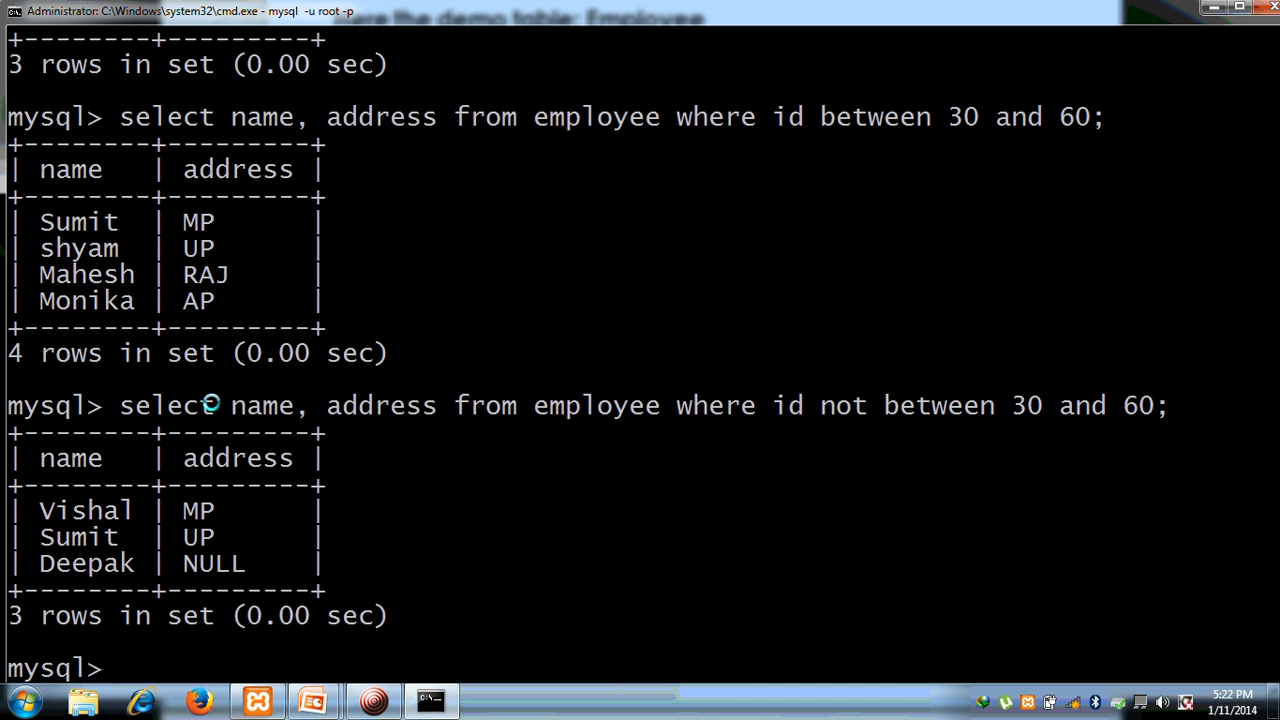 Administrator: C:\Windows\system32\cmd.exe - mysql -u root -p
the demo table: Employee
+--------+---------+
3 rows in set (0.00 sec)
mysql> select name, address from employee where id between 30 and 60;
+--------+---------+
| name   | address |
+--------+---------+
| Sumit  | MP      |
| shyam  | UP      |
| Mahesh | RAJ     |
| Monika | AP      |
+--------+---------+
4 rows in set (0.00 sec)
mysql> select name, address from employee where id not between 30 and 60;
+--------+---------+
| name   | address |
+--------+---------+
| Vishal | MP      |
| Sumit  | UP      |
| Deepak | NULL    |
+--------+---------+
3 rows in set (0.00 sec)
mysql>
5:22 PM
1/11/2014